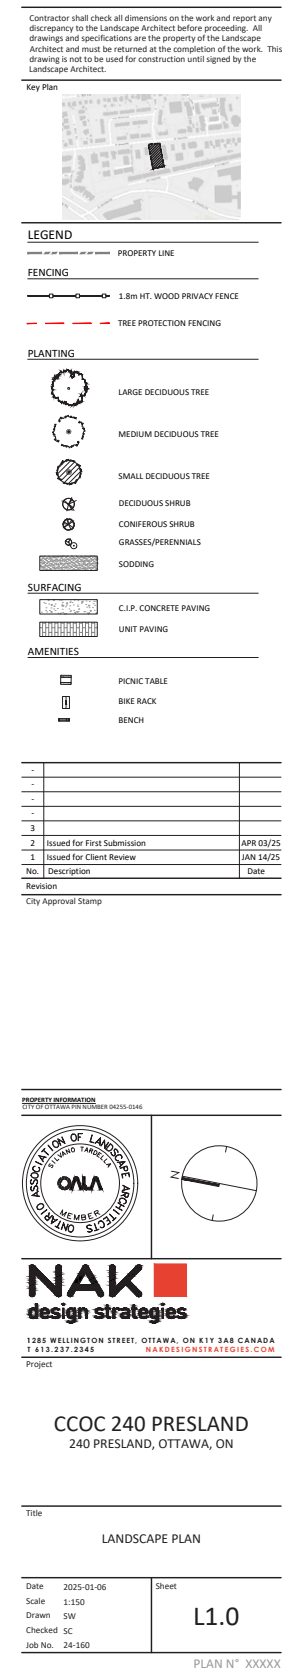 Contractor shall check all dimensions on the work and report any
discrepancy to the Landscape Architect before proceeding. All
drawings and specifications are the property of the Landscape
Architect and must be returned at the completion of the work. This
drawing is not to be used for construction until signed by the
Landscape Architect.
Key Plan
LEGEND
PROPERTY LINE
FENCING
1.8m HT. WOOD PRIVACY FENCE
TREE PROTECTION FENCING
PLANTING
LARGE DECIDUOUS TREE
MEDIUM DECIDUOUS TREE
SMALL DECIDUOUS TREE
DECIDUOUS SHRUB
CONIFEROUS SHRUB
GRASSES/PERENNIALS
SODDING
SURFACING
C.I.P. CONCRETE PAVING
UNIT PAVING
AMENITIES
PICNIC TABLE
BIKE RACK
BENCH
-
-
-
-
3
2 Issued for First Submission APR 03/25
1 Issued for Client Review JAN 14/25
No. Description Date
Revision
City Approval Stamp
PROPERTY INFORMATION
CITY OF OTTAWA PIN NUMBER 04255-0146
ONTARIO ASSOCIATION OF LANDSCAPE ARCHITECTS
SILVANO TARDELLA
OALA
MEMBER
N
NAK
design strategies
1285 WELLINGTON STREET, OTTAWA, ON K1Y 3A8 CANADA
T 613.237.2345 NAKDESIGNSTRATEGIES.COM
Project
CCOC 240 PRESLAND
240 PRESLAND, OTTAWA, ON
Title
LANDSCAPE PLAN
Date 2025-01-06
Scale 1:150
Drawn SW
Checked SC
Job No. 24-160
Sheet
L1.0
PLAN N° XXXXX